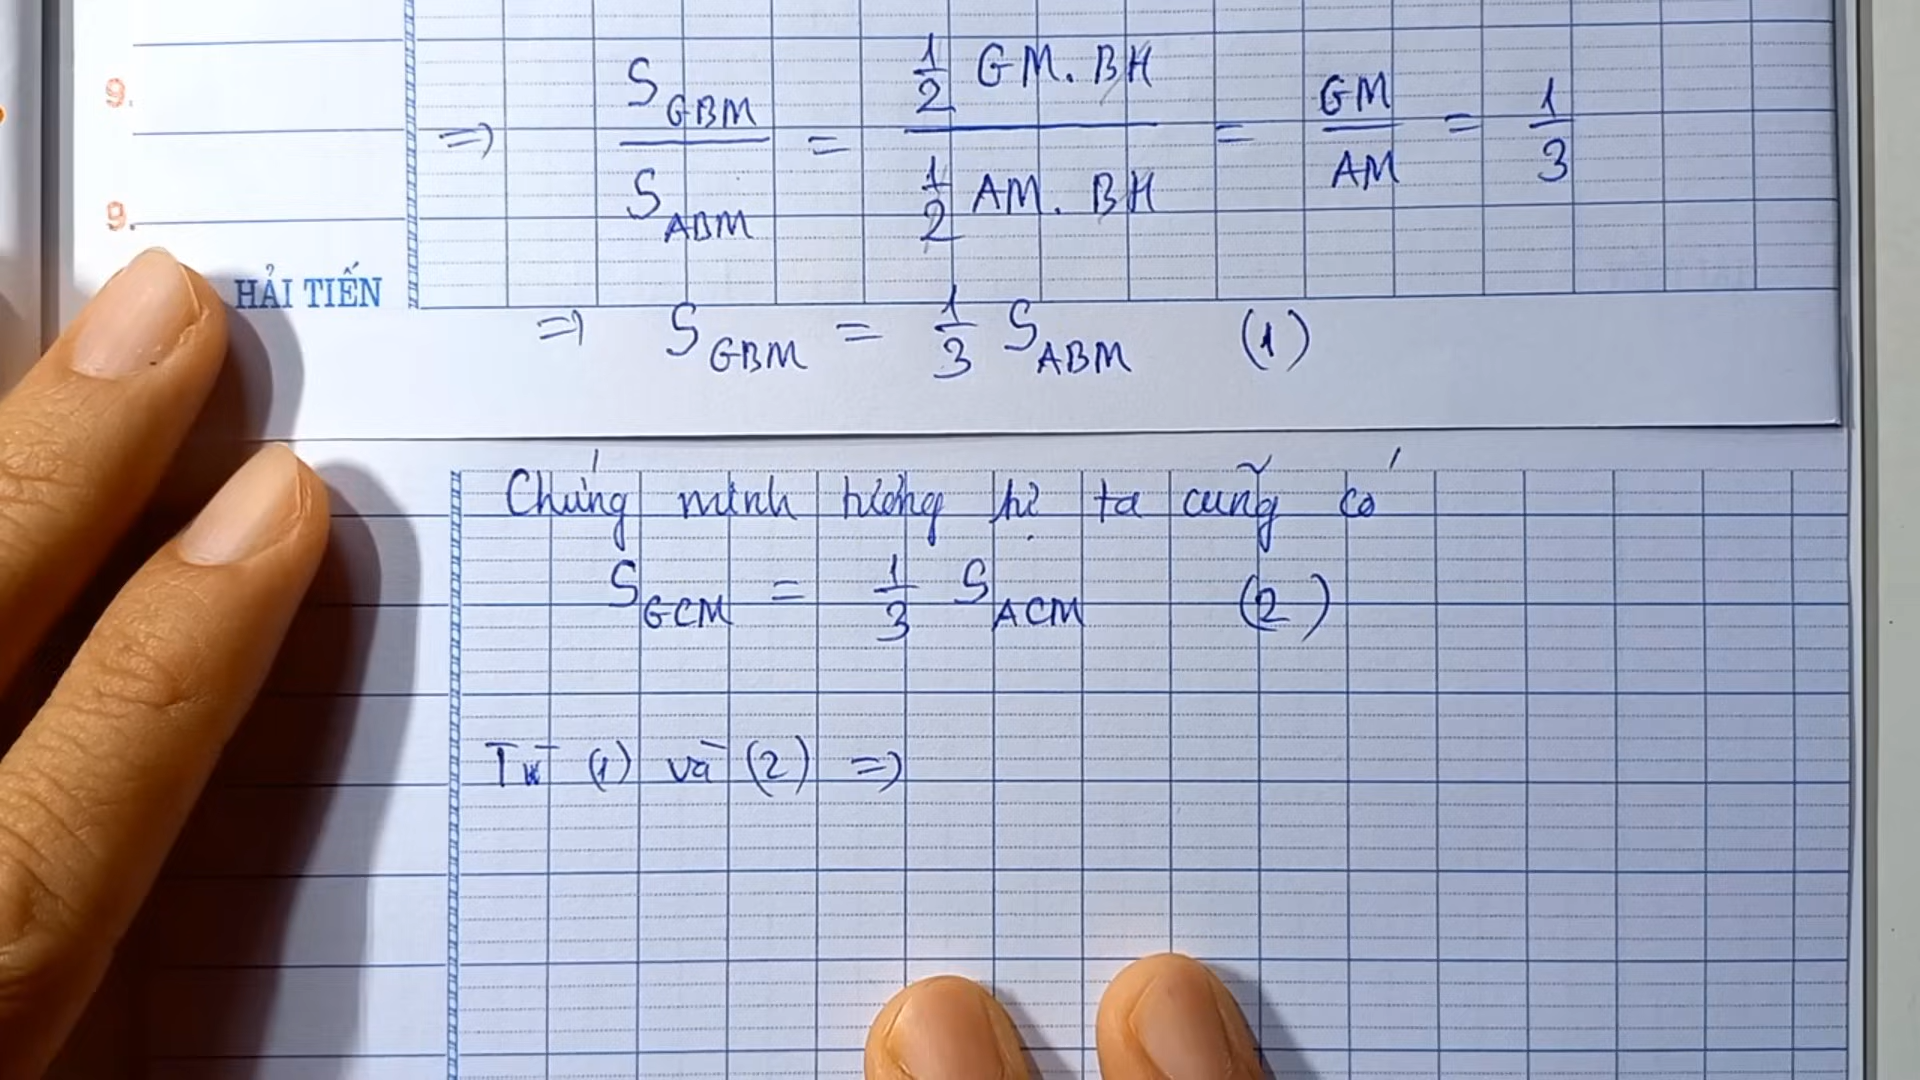 9.
⇒ S_GBM / S_ABM = (1/2 GM . BH) / (1/2 AM . BH) = GM / AM = 1/3
9.
HẢI TIẾN
⇒ S_GBM = 1/3 S_ABM (1)
Chứng minh tương tự ta cũng có
S_GCM = 1/3 S_ACM (2)
Từ (1) và (2) ⇒